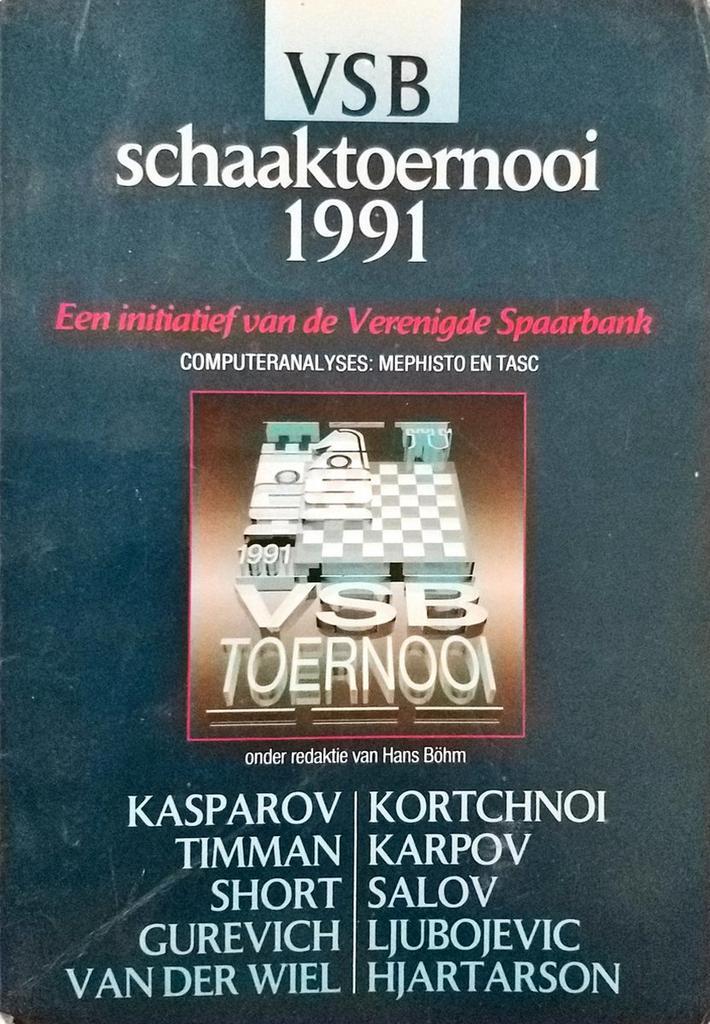 VSB
schaaktoernooi
1991
Een initiatief van de Verenigde Spaarbank
COMPUTERANALYSES: MEPHISTO EN TASC
1991
VSB
TOERNOOI
onder redaktie van Hans Böhm
KASPAROV KORTCHNOI
TIMMAN KARPOV
SHORT SALOV
GUREVICH LJUBOJEVIC
VAN DER WIEL HJARTARSON